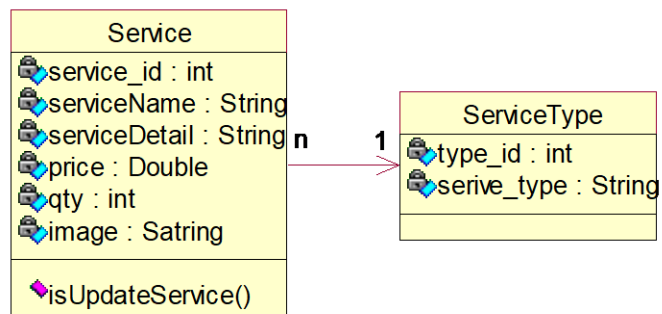 Service
service_id : int
serviceName : String
serviceDetail : String
price : Double
qty : int
image : Satring
isUpdateService()
n
1
ServiceType
type_id : int
serive_type : String